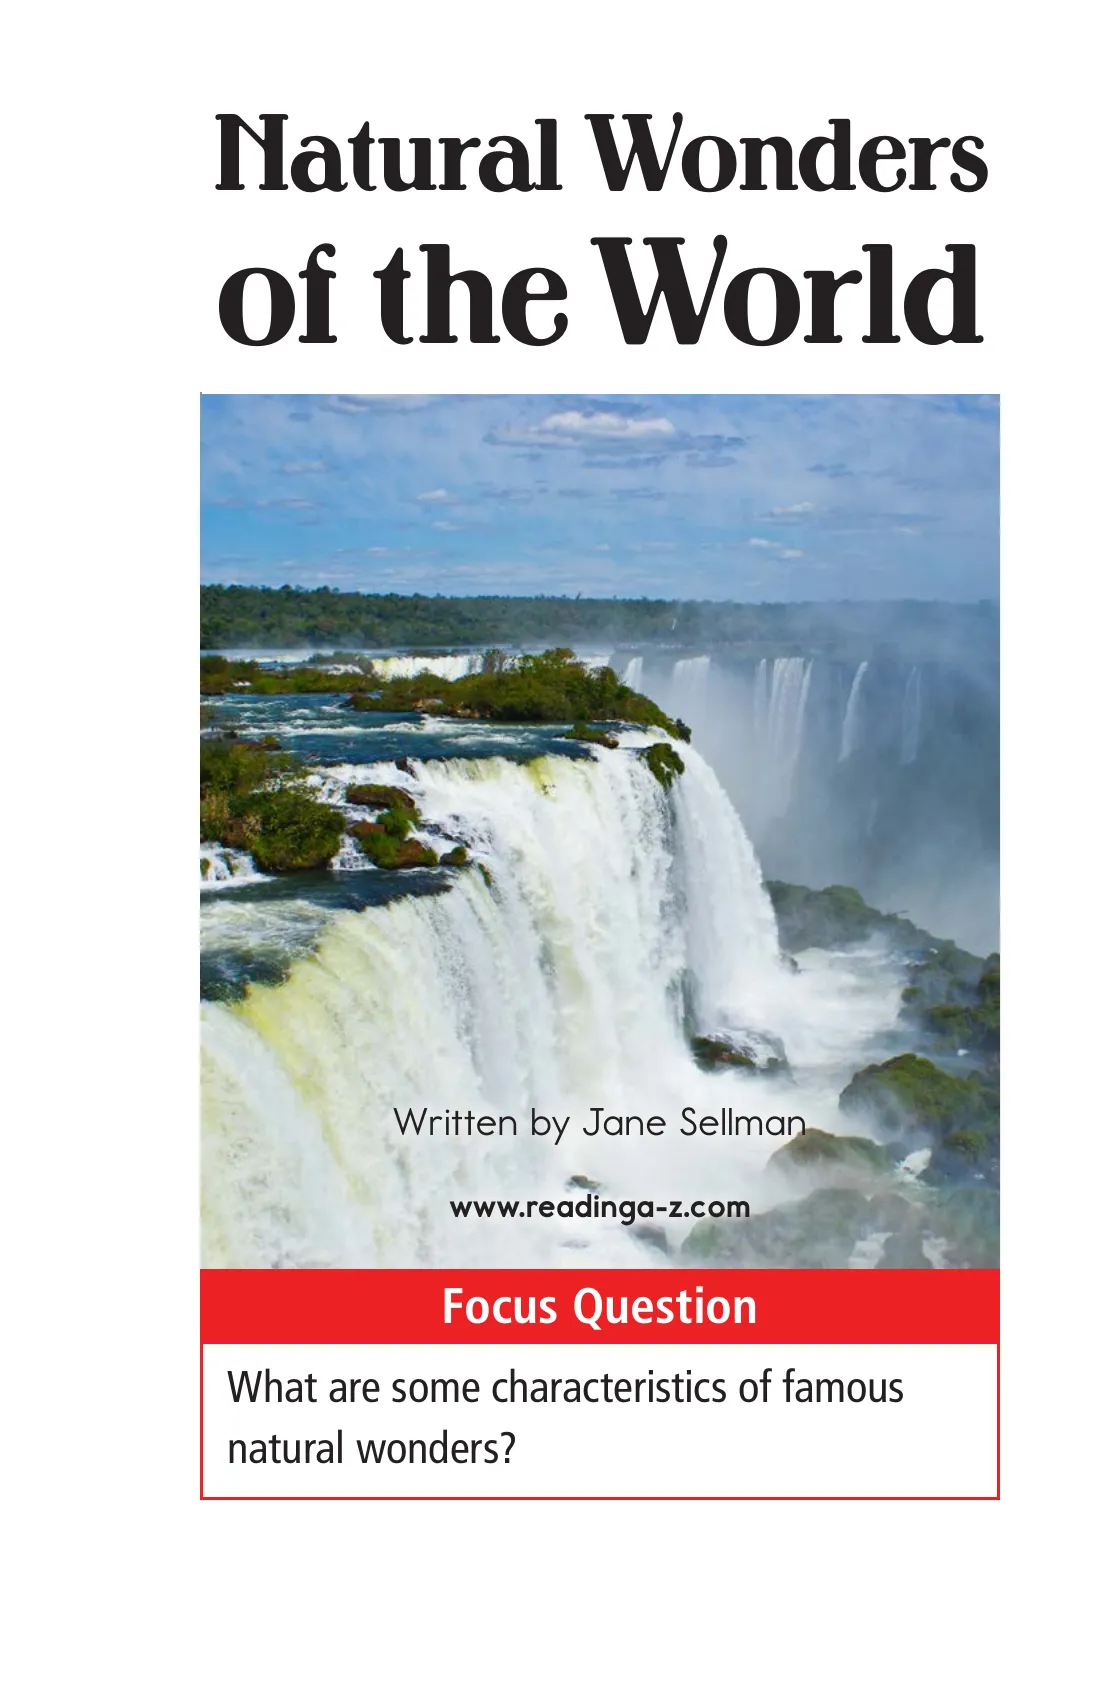 Natural Wonders
of the World
Written by Jane Sellman
www.readinga-z.com
Focus Question
What are some characteristics of famous
natural wonders?